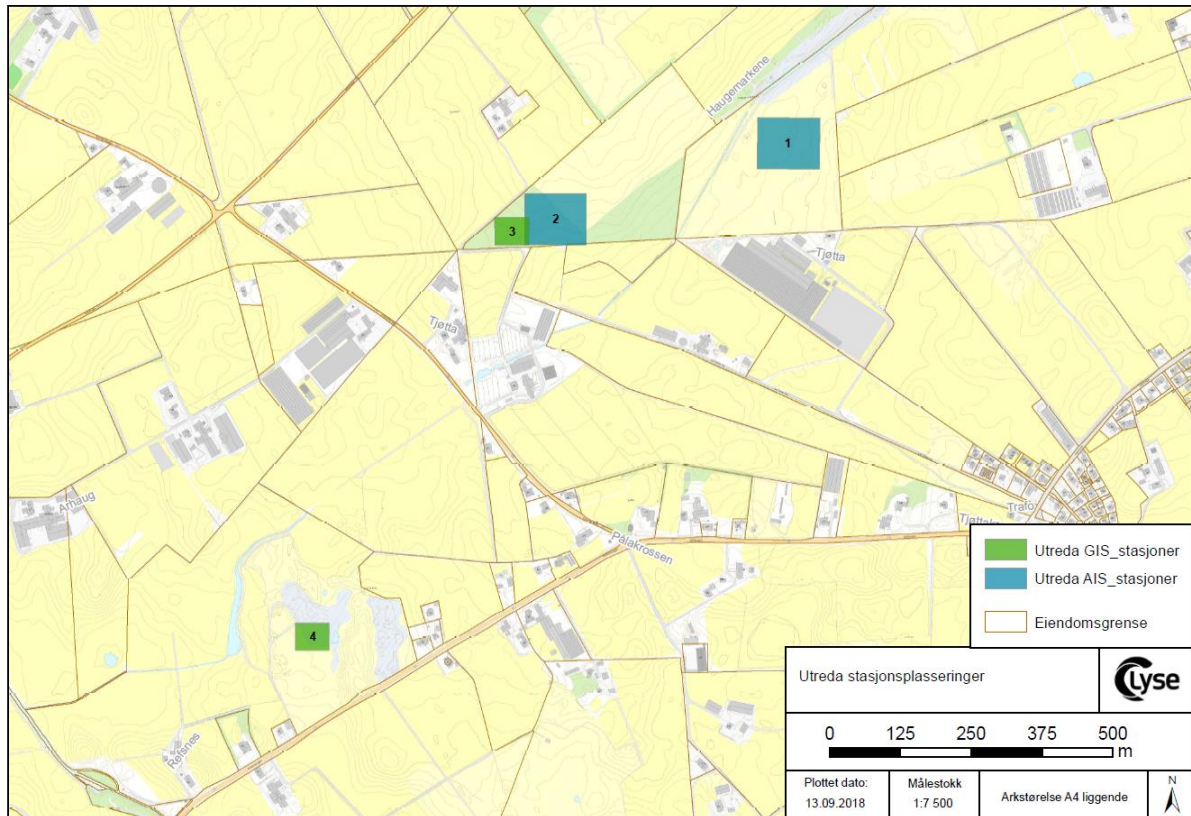 Haugemarkene
1
2
3
Tjøtta
Tjøtta
Arhaug
Trafo
Pålakrossen
4
Refsnes
Utreda GIS_stasjoner
Utreda AIS_stasjoner
Eiendomsgrense
Utreda stasjonsplasseringer
Lyse
0 125 250 375 500
m
Plottet dato:
13.09.2018
Målestokk
1:7 500
Arkstørelse A4 liggende
N